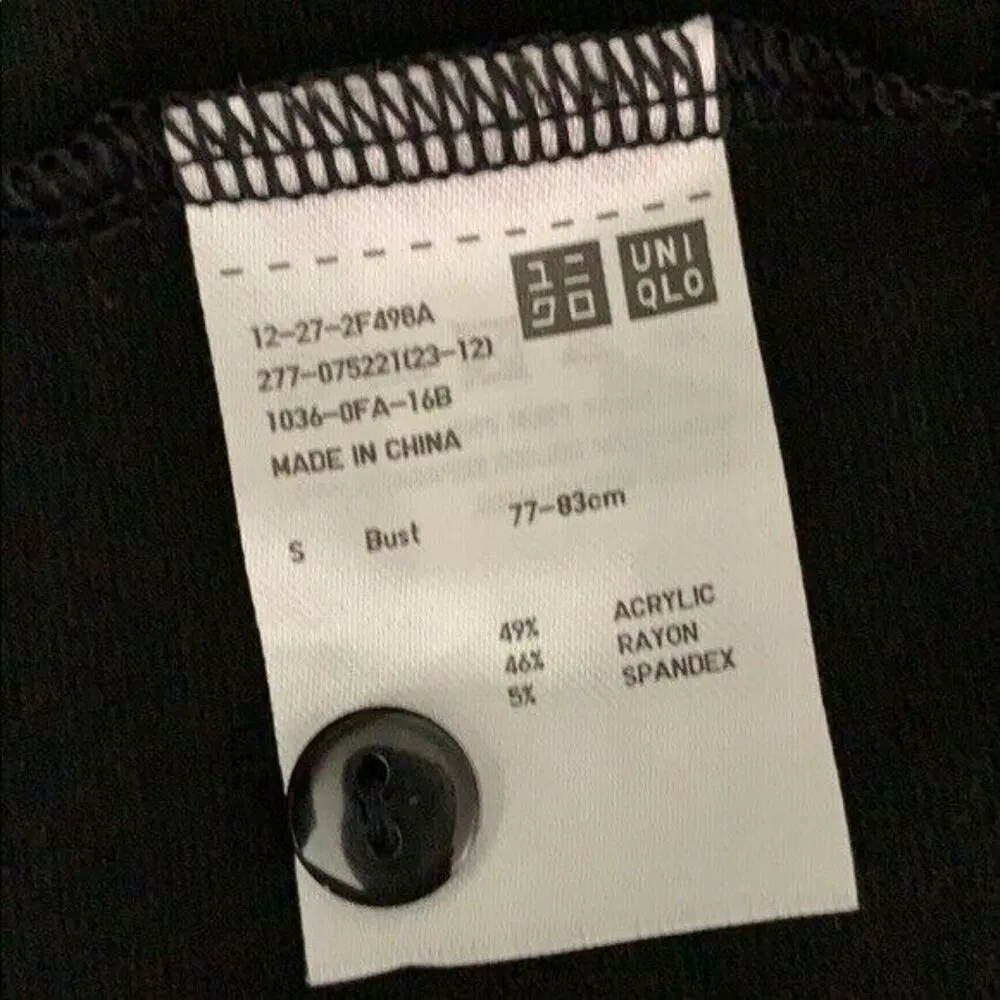 ユニ
クロ
UNI
QLO
12-27-2F498A
277-075221(23-12)
1036-0FA-16B
MADE IN CHINA
S Bust 77-83cm
49% ACRYLIC
46% RAYON
5% SPANDEX